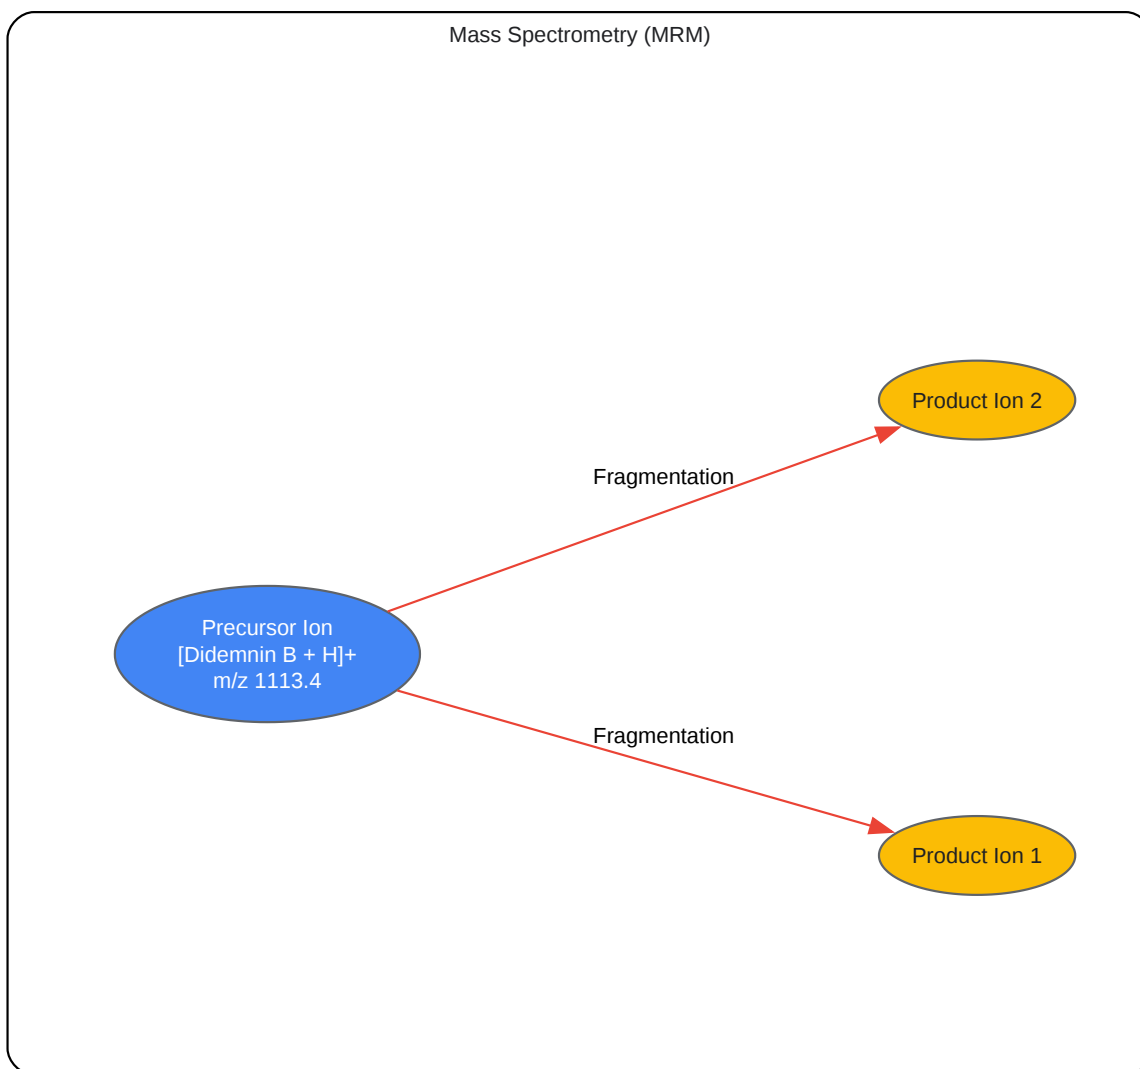 Mass Spectrometry (MRM)
Product Ion 2
Fragmentation
Precursor Ion
[Didemnin B + H]+
m/z 1113.4
Fragmentation
Product Ion 1